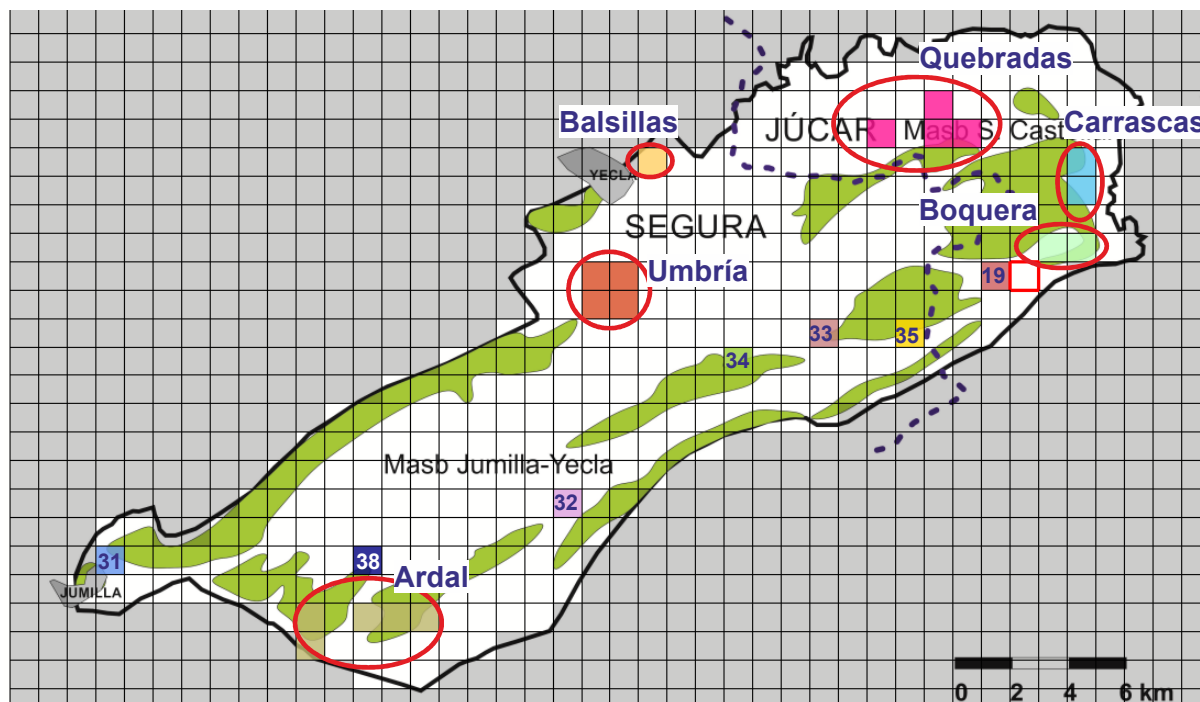 Quebradas
Balsillas
JÚCAR
Masb S. Cast
Carrascas
YECLA
SEGURA
Boquera
Umbría
19
33
35
34
Masb Jumilla-Yecla
32
31
38
Ardal
JUMILLA
0 2 4 6 km